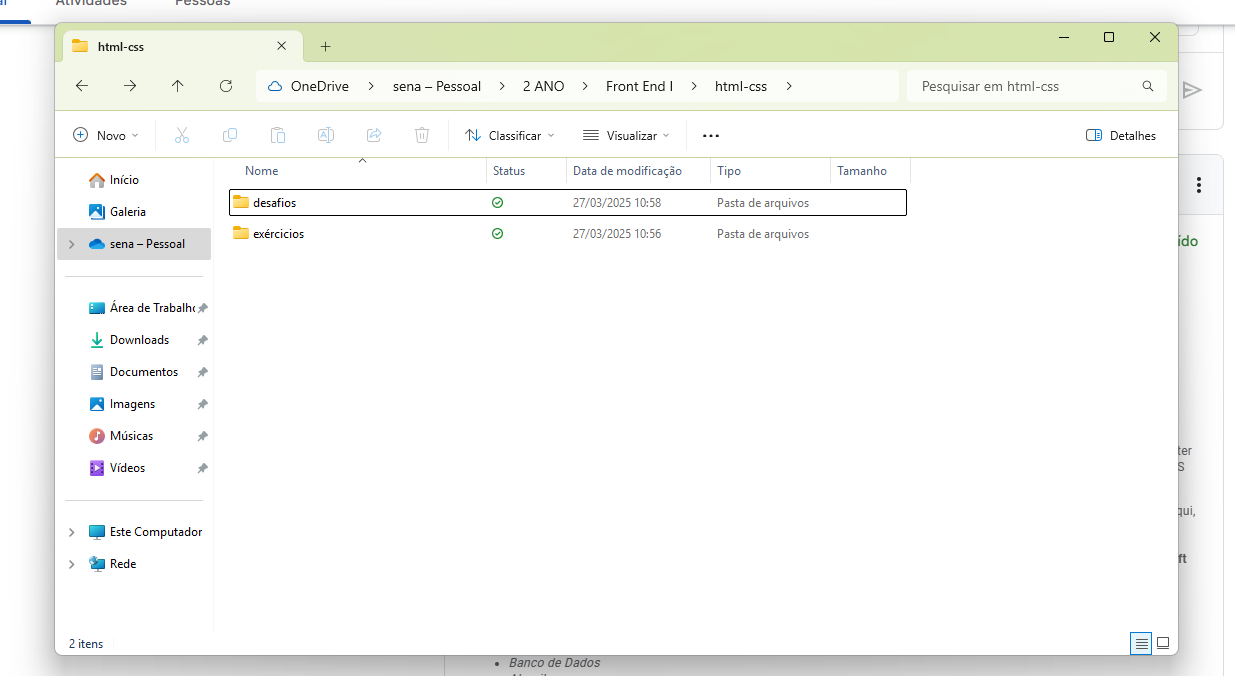 Atividades
Pessoas
html-css
OneDrive sena – Pessoal 2 ANO Front End I html-css
Pesquisar em html-css
Novo
Classificar
Visualizar
Detalhes
Nome Status Data de modificação Tipo Tamanho
desafios 27/03/2025 10:58 Pasta de arquivos
exércicios 27/03/2025 10:56 Pasta de arquivos
Início
Galeria
sena – Pessoal
Área de Trabalho
Downloads
Documentos
Imagens
Músicas
Vídeos
Este Computador
Rede
2 itens
ído
ter
S
qui,
ft
Banco de Dados